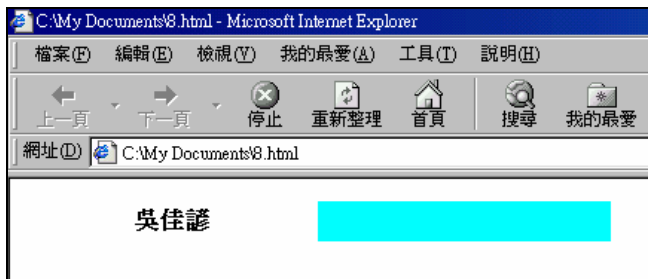 C:\My Documents\8.html - Microsoft Internet Explorer
檔案(F) 編輯(E) 檢視(V) 我的最愛(A) 工具(T) 說明(H)
上一頁 下一頁 停止 重新整理 首頁 搜尋 我的最愛
網址(D) C:\My Documents\8.html
吳佳諺